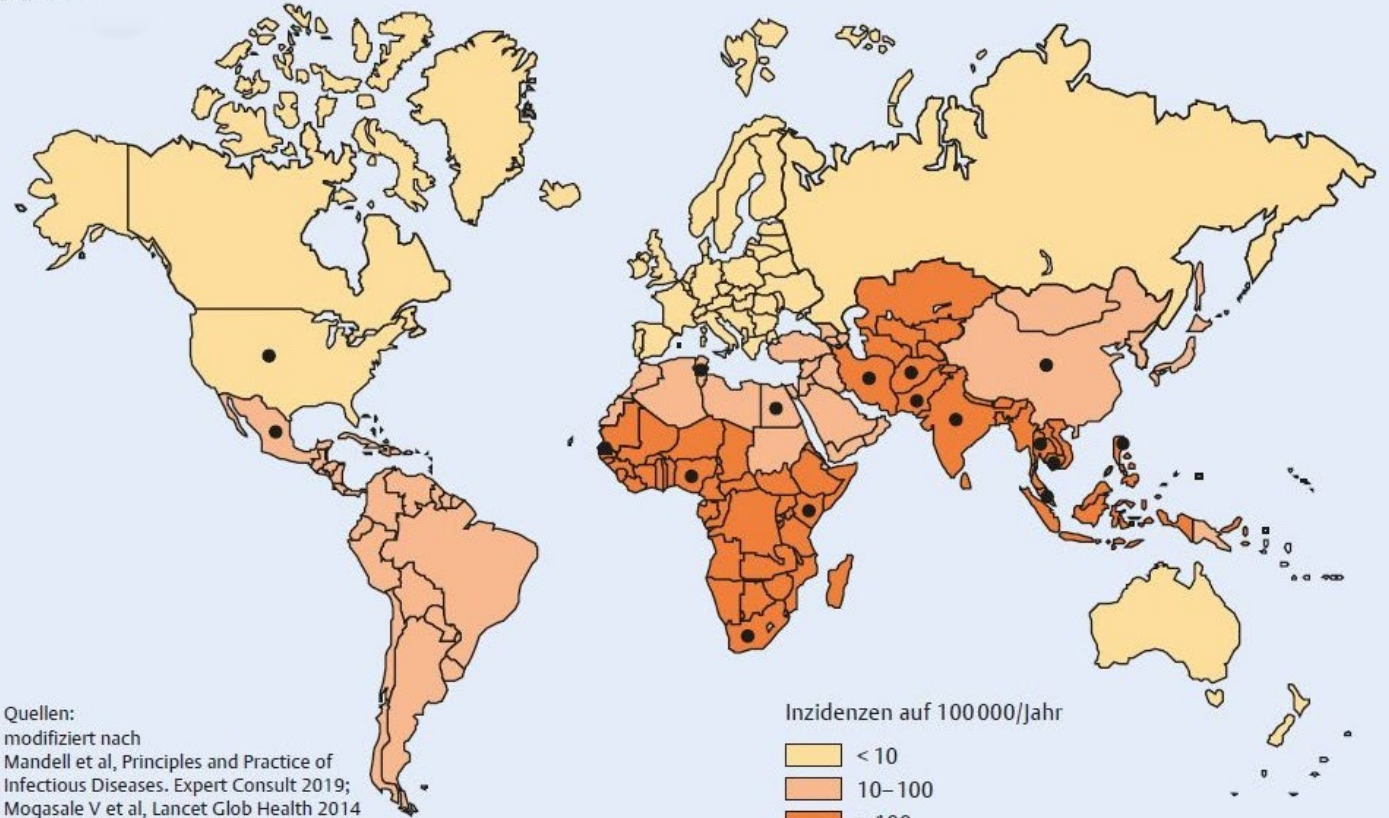 Quellen:
modifiziert nach
Mandell et al, Principles and Practice of
Infectious Diseases. Expert Consult 2019;
Mogasale V et al, Lancet Glob Health 2014
Inzidenzen auf 100 000/Jahr
< 10
10–100